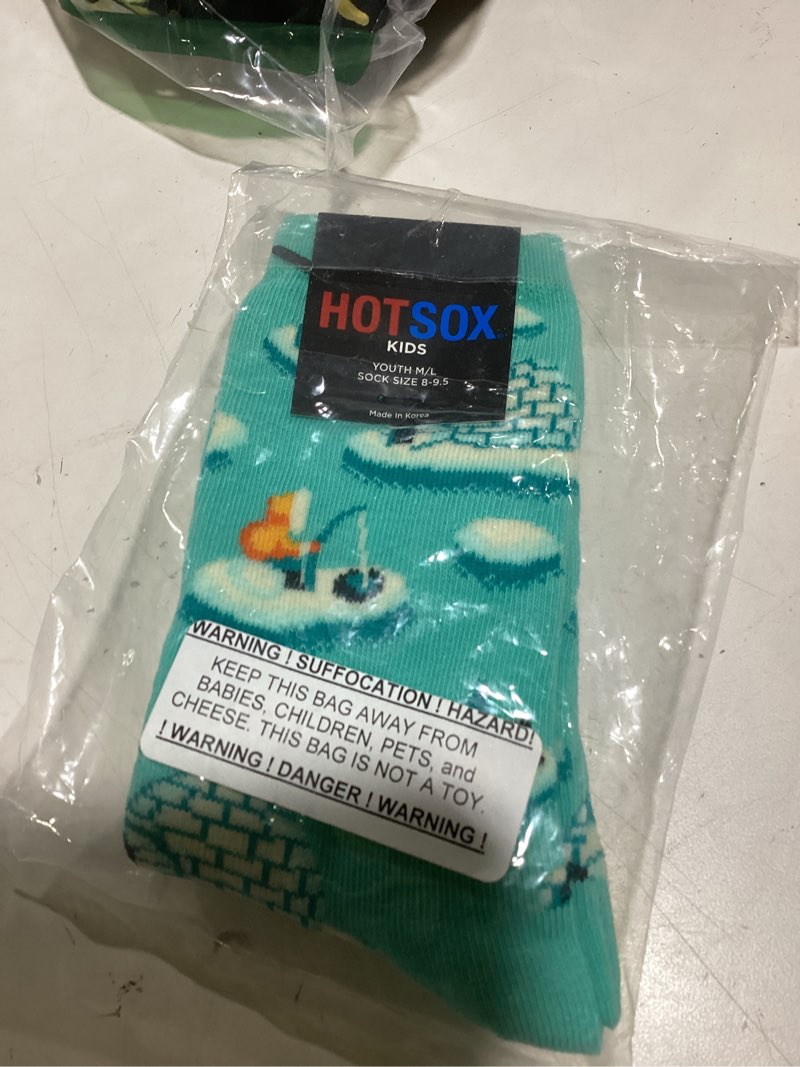 HOTSOX
KIDS
YOUTH M/L
SOCK SIZE 8-9.5
Made in Korea
WARNING ! SUFFOCATION ! HAZARD!
KEEP THIS BAG AWAY FROM
BABIES, CHILDREN, PETS, and
CHEESE. THIS BAG IS NOT A TOY.
! WARNING ! DANGER ! WARNING !